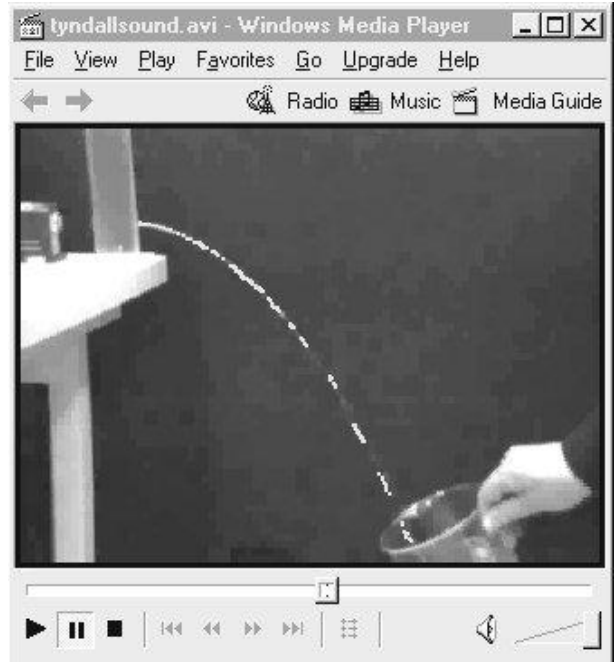 tyndallsound.avi - Windows Media Player
File View Play Favorites Go Upgrade Help
Radio Music Media Guide